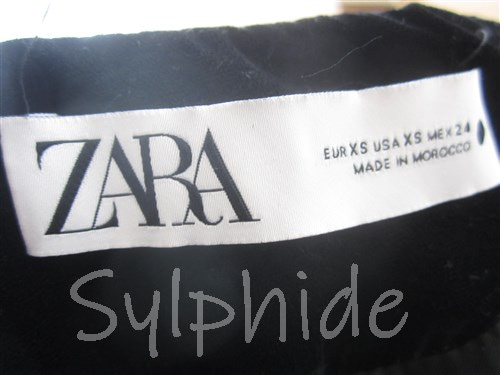 ZARA
EUR XS USA XS MEX 24
MADE IN MOROCCO
Sylphide